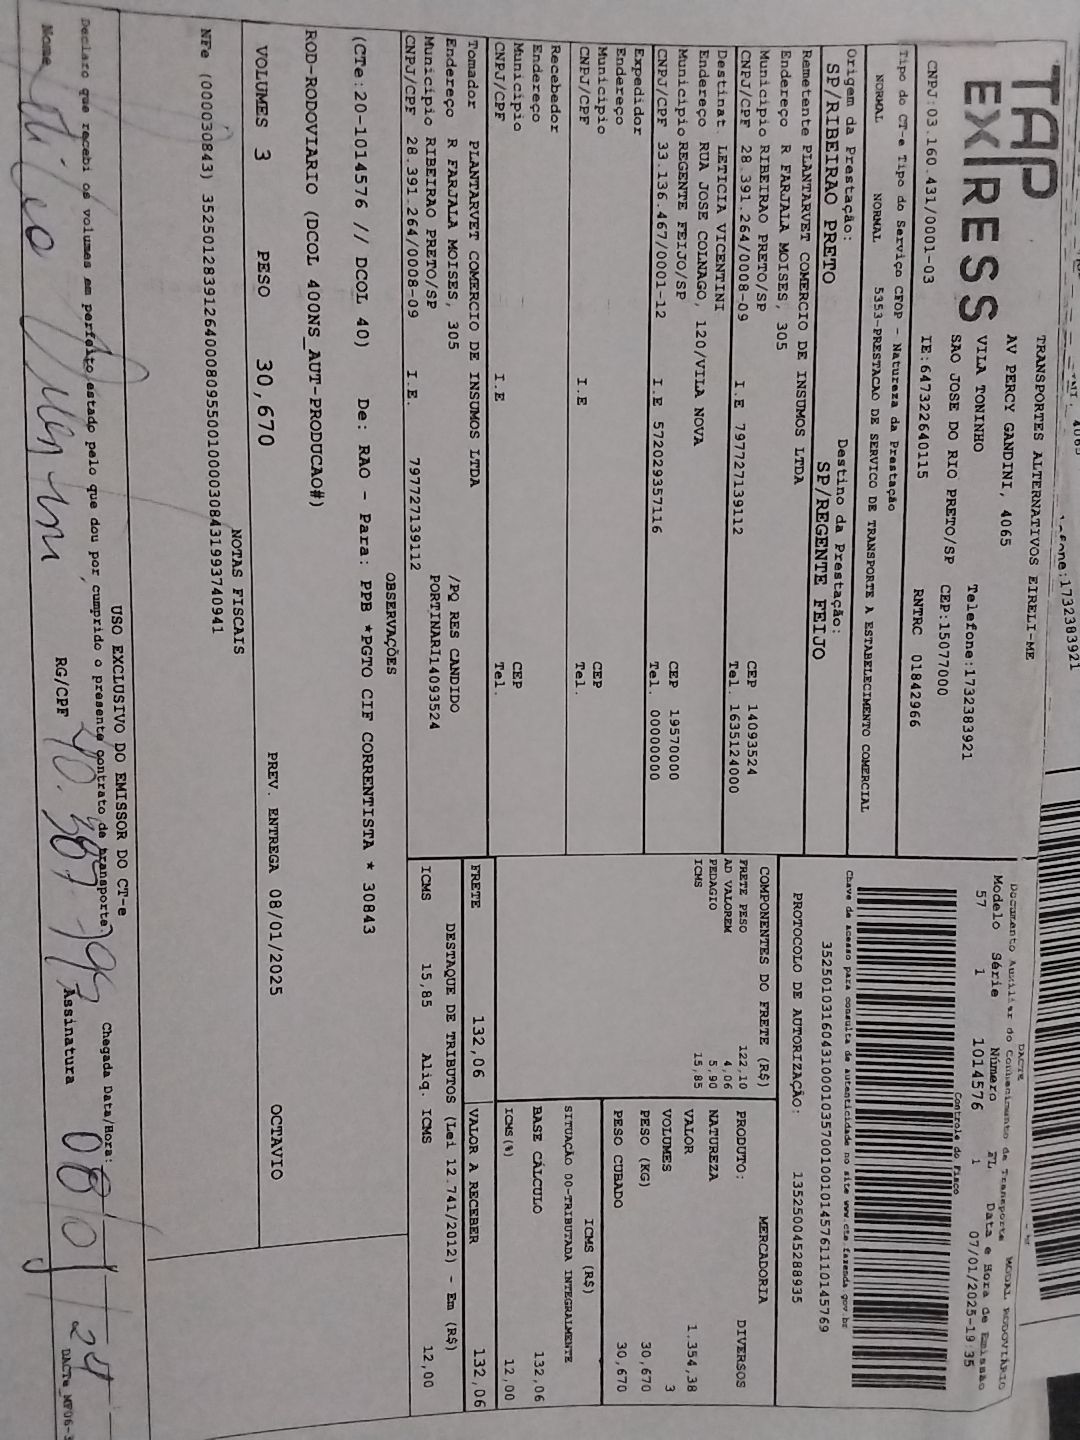 TAP
EXPRESS
TRANSPORTES ALTERNATIVOS EIRELI-ME
AV PERCY GANDINI, 4065
VILA TONINHO Telefone:1732383921
SAO JOSE DO RIO PRETO/SP CEP:15077000
CNPJ:03.160.431/0001-03 IE:647322640115 RNTRC 01842966
Tipo do CT-e Tipo do Serviço CFOP - Natureza da Prestação
NORMAL NORMAL 5353-PRESTACAO DE SERVICO DE TRANSPORTE A ESTABELECIMENTO COMERCIAL
Origem da Prestação: Destino da Prestação:
SP/RIBEIRAO PRETO SP/REGENTE FEIJO
Remetente PLANTARVET COMERCIO DE INSUMOS LTDA
Endereço R FARJALA MOISES, 305
Municipio RIBEIRAO PRETO/SP CEP 14093524
CNPJ/CPF 28.391.264/0008-09 I.E 797727139112 Tel. 1635124000
Destinat. LETICIA VICENTINI
Endereço RUA JOSE COLNAGO, 120/VILA NOVA
Municipio REGENTE FEIJO/SP CEP 19570000
CNPJ/CPF 33.136.467/0001-12 I.E 572029357116 Tel. 00000000
Expedidor
Endereço
Municipio CEP
CNPJ/CPF I.E Tel.
Recebedor
Endereço
Municipio CEP
CNPJ/CPF I.E Tel.
Tomador PLANTARVET COMERCIO DE INSUMOS LTDA
Endereço R FARJALA MOISES, 305 /PQ RES CANDIDO
Municipio RIBEIRAO PRETO/SP PORTINARI14093524
CNPJ/CPF 28.391.264/0008-09 I.E. 797727139112
DACTE
Documento Auxiliar do Conhecimento de Transporte MODAL RODOVIÁRIO
Modelo Série Número FL Data e Hora de Emissão
57 1 1014576 1 07/01/2025-19:35
Controle do Fisco
Chave de acesso para consulta de autenticidade no site www.cte.fazenda.gov.br
35250103160431000103570010010145761110145769
PROTOCOLO DE AUTORIZAÇÃO: 135250045288935
COMPONENTES DO FRETE (R$)
FRETE PESO 122,10
AD VALOREM 4,06
PEDAGIO 5,90
ICMS 15,85
MERCADORIA
PRODUTO: DIVERSOS
NATUREZA
VALOR 1.354,38
VOLUMES 3
PESO (KG) 30,670
PESO CUBADO 30,670
ICMS (R$)
SITUAÇÃO 00-TRIBUTADA INTEGRALMENTE
BASE CÁLCULO 132,06
ICMS(%) 12,00
FRETE 132,06 VALOR A RECEBER 132,06
DESTAQUE DE TRIBUTOS (Lei 12.741/2012) - Em (R$)
ICMS 15,85 Aliq. ICMS 12,00
OBSERVAÇÕES
(CTe:20-1014576 // DCOL 40) De: RAO - Para: PPB *PGTO CIF CORRENTISTA * 30843
ROD-RODOVIARIO (DCOL 400NS_AUT-PRODUCAO#)
VOLUMES 3 PESO 30,670 PREV. ENTREGA 08/01/2025 OCTAVIO
NOTAS FISCAIS
NFe (000030843) 35250128391264000809550010000308431993740941
USO EXCLUSIVO DO EMISSOR DO CT-e
Declaro que recebi os volumes em perfeito estado pelo que dou por cumprido o presente contrato de transporte. Chegada Data/Hora:
Nome RG/CPF Assinatura 08/01/24